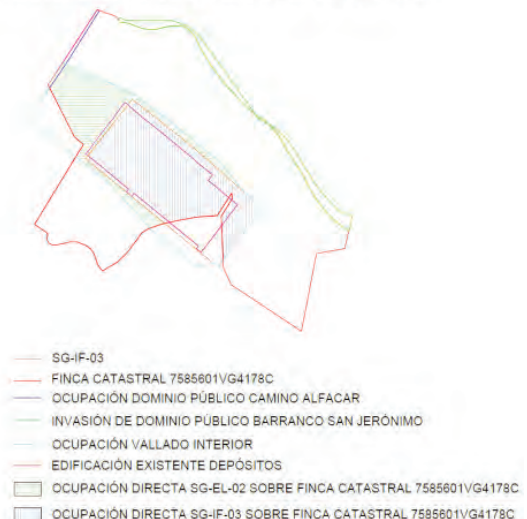 SG-IF-03
FINCA CATASTRAL 7585601VG4178C
OCUPACIÓN DOMINIO PÚBLICO CAMINO ALFACAR
INVASIÓN DE DOMINIO PÚBLICO BARRANCO SAN JERÓNIMO
OCUPACIÓN VALLADO INTERIOR
EDIFICACIÓN EXISTENTE DEPÓSITOS
OCUPACIÓN DIRECTA SG-EL-02 SOBRE FINCA CATASTRAL 7585601VG4178C
OCUPACIÓN DIRECTA SG-IF-03 SOBRE FINCA CATASTRAL 7585601VG4178C